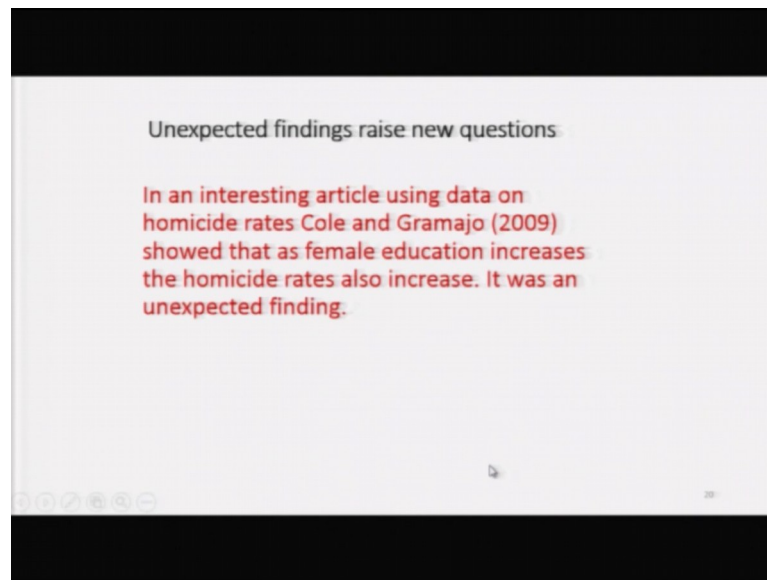 Unexpected findings raise new questions
In an interesting article using data on
homicide rates Cole and Gramajo (2009)
showed that as female education increases
the homicide rates also increase. It was an
unexpected finding.
20